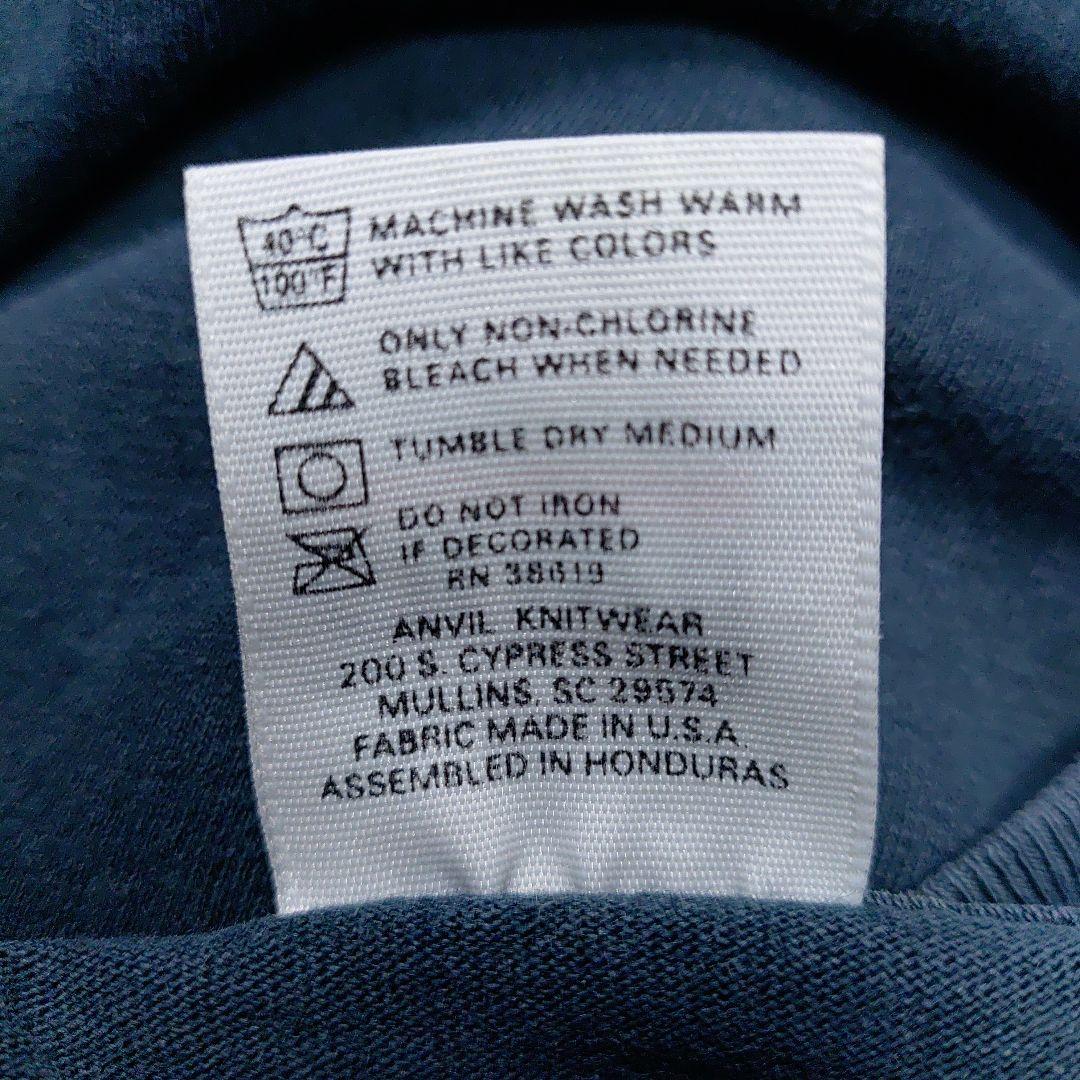 40°C
100°F
MACHINE WASH WARM
WITH LIKE COLORS
ONLY NON-CHLORINE
BLEACH WHEN NEEDED
TUMBLE DRY MEDIUM
DO NOT IRON
IF DECORATED
RN 38619
ANVIL KNITWEAR
200 S. CYPRESS STREET
MULLINS, SC 29574
FABRIC MADE IN U.S.A.
ASSEMBLED IN HONDURAS